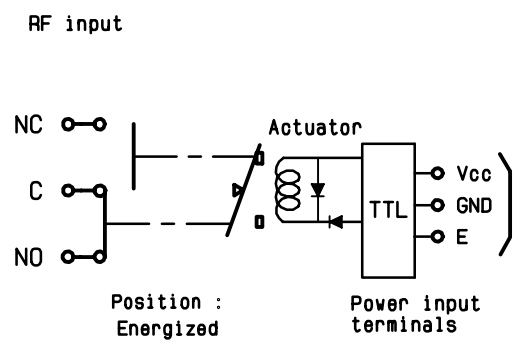 RF input
NC
Actuator
C
TTL
Vcc
GND
E
NO
Position :
Energized
Power input
terminals